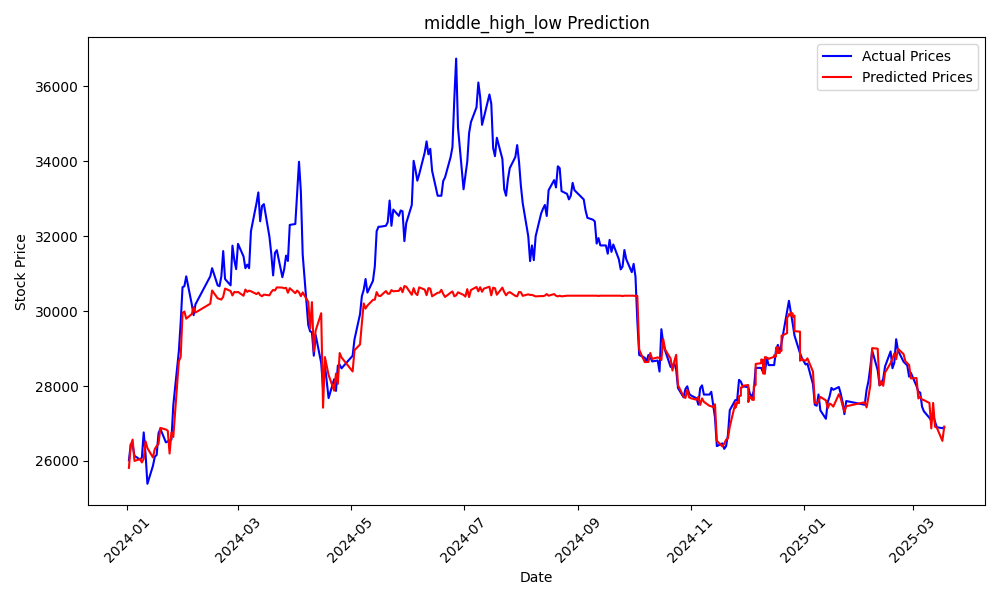 middle_high_low Prediction
Actual Prices
Predicted Prices
Stock Price
36000
34000
32000
30000
28000
26000
2024-01
2024-03
2024-05
2024-07
2024-09
2024-11
2025-01
2025-03
Date